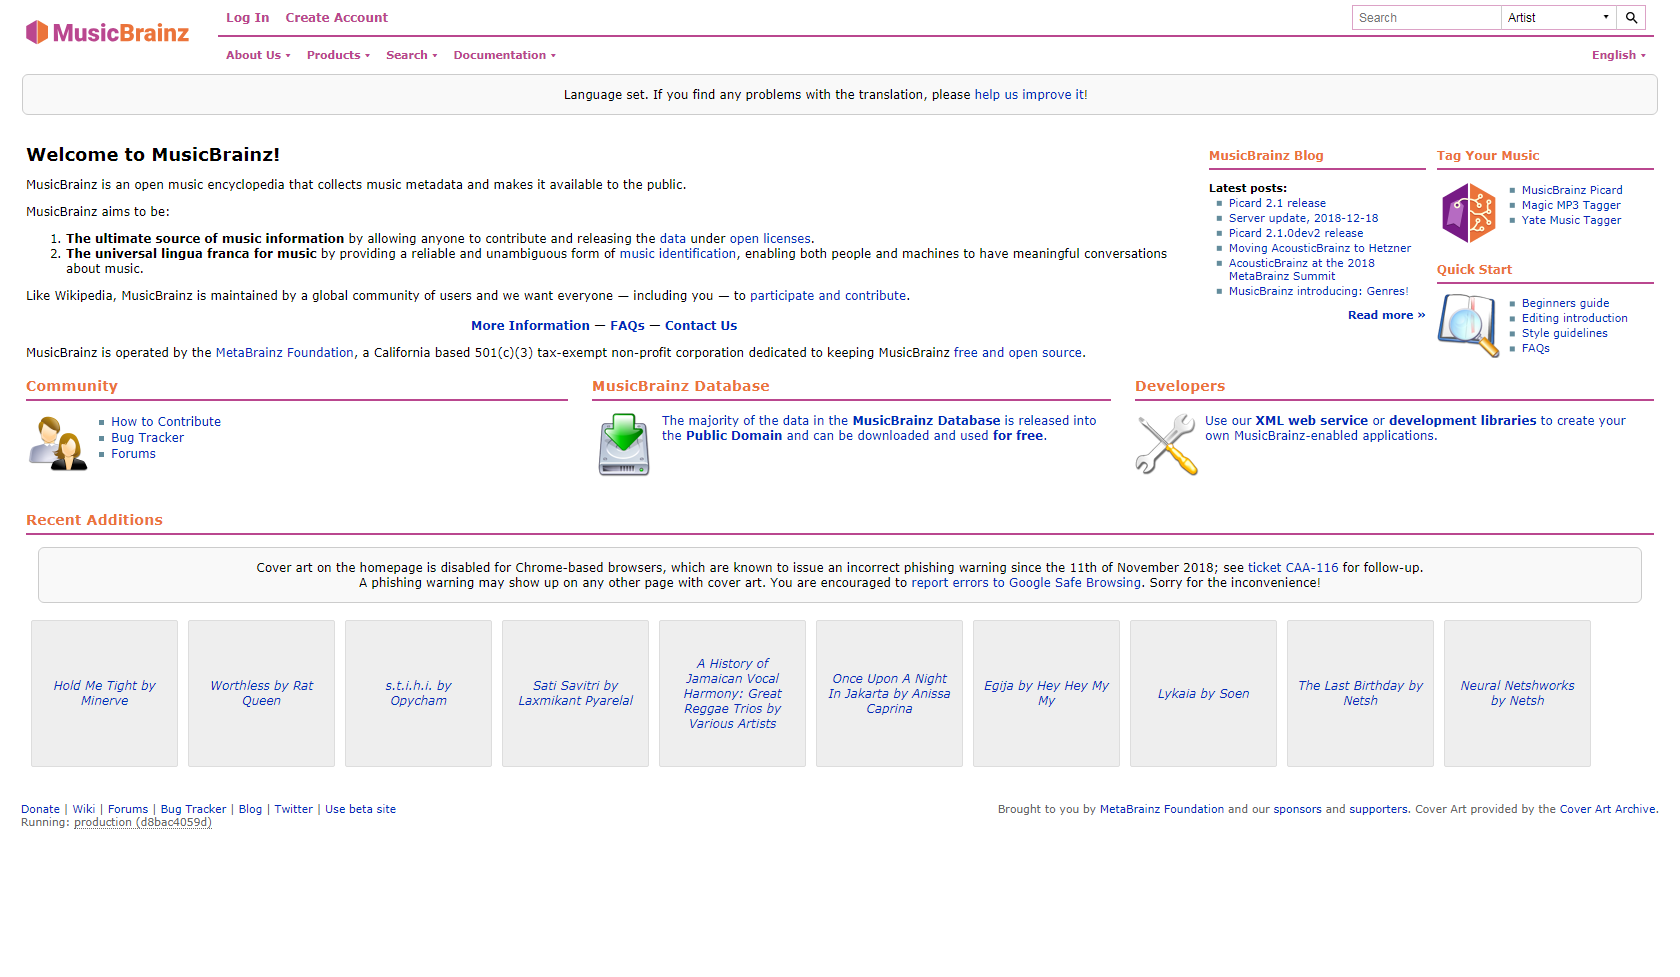 MusicBrainz
Log In Create Account
Search Artist
About Us Products Search Documentation
English
Language set. If you find any problems with the translation, please help us improve it!
Welcome to MusicBrainz!
MusicBrainz is an open music encyclopedia that collects music metadata and makes it available to the public.
MusicBrainz aims to be:
1. The ultimate source of music information by allowing anyone to contribute and releasing the data under open licenses.
2. The universal lingua franca for music by providing a reliable and unambiguous form of music identification, enabling both people and machines to have meaningful conversations
about music.
Like Wikipedia, MusicBrainz is maintained by a global community of users and we want everyone — including you — to participate and contribute.
More Information — FAQs — Contact Us
MusicBrainz is operated by the MetaBrainz Foundation, a California based 501(c)(3) tax-exempt non-profit corporation dedicated to keeping MusicBrainz free and open source.
MusicBrainz Blog
Latest posts:
Picard 2.1 release
Server update, 2018-12-18
Picard 2.1.0dev2 release
Moving AcousticBrainz to Hetzner
AcousticBrainz at the 2018
MetaBrainz Summit
MusicBrainz introducing: Genres!
Read more »
Tag Your Music
MusicBrainz Picard
Magic MP3 Tagger
Yate Music Tagger
Quick Start
Beginners guide
Editing introduction
Style guidelines
FAQs
Community
How to Contribute
Bug Tracker
Forums
MusicBrainz Database
The majority of the data in the MusicBrainz Database is released into
the Public Domain and can be downloaded and used for free.
Developers
Use our XML web service or development libraries to create your
own MusicBrainz-enabled applications.
Recent Additions
Cover art on the homepage is disabled for Chrome-based browsers, which are known to issue an incorrect phishing warning since the 11th of November 2018; see ticket CAA-116 for follow-up.
A phishing warning may show up on any other page with cover art. You are encouraged to report errors to Google Safe Browsing. Sorry for the inconvenience!
Hold Me Tight by
Minerve
Worthless by Rat
Queen
s.t.i.h.i. by
Opycham
Sati Savitri by
Laxmikant Pyarelal
A History of
Jamaican Vocal
Harmony: Great
Reggae Trios by
Various Artists
Once Upon A Night
In Jakarta by Anissa
Caprina
Egija by Hey Hey My
My
Lykaia by Soen
The Last Birthday by
Netsh
Neural Netshworks
by Netsh
Donate | Wiki | Forums | Bug Tracker | Blog | Twitter | Use beta site
Running: production (d8bac4059d)
Brought to you by MetaBrainz Foundation and our sponsors and supporters. Cover Art provided by the Cover Art Archive.